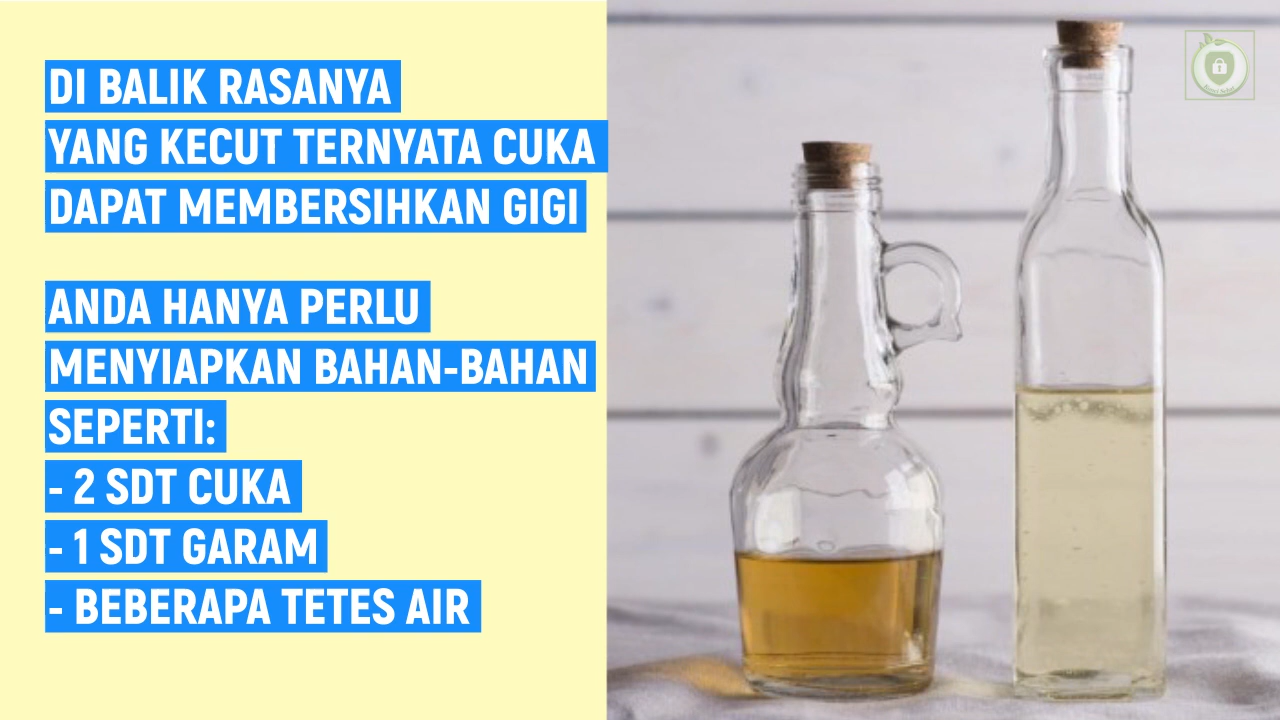 DI BALIK RASANYA
YANG KECUT TERNYATA CUKA
DAPAT MEMBERSIHKAN GIGI
ANDA HANYA PERLU
MENYIAPKAN BAHAN-BAHAN
SEPERTI:
- 2 SDT CUKA
- 1 SDT GARAM
- BEBERAPA TETES AIR